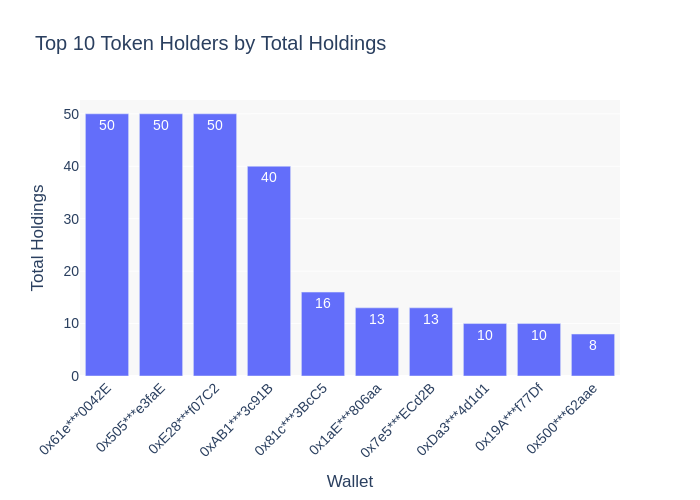 Top 10 Token Holders by Total Holdings
Total Holdings
50
40
30
20
10
0
50
50
50
40
16
13
13
10
10
8
0x61e***0042E
0x505***e3faE
0xE28***f07C2
0xAB1***3c91B
0x81c***3BcC5
0x1aE***806aa
0x7e5***ECd2B
0xDa3***4d1d1
0x19A***f77Df
0x500***62aae
Wallet